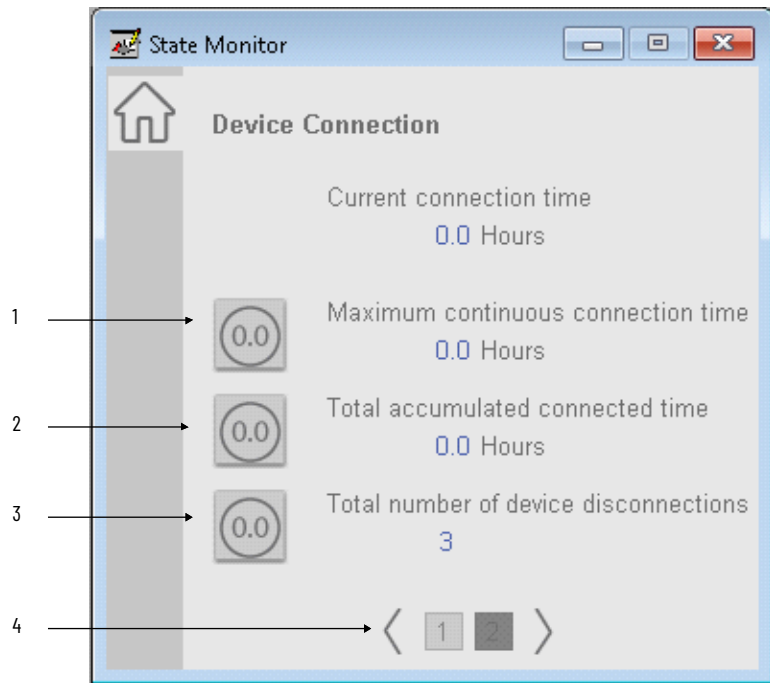 State Monitor
Device Connection
Current connection time
0.0 Hours
1
0.0
Maximum continuous connection time
0.0 Hours
2
0.0
Total accumulated connected time
0.0 Hours
3
0.0
Total number of device disconnections
3
4
1 2